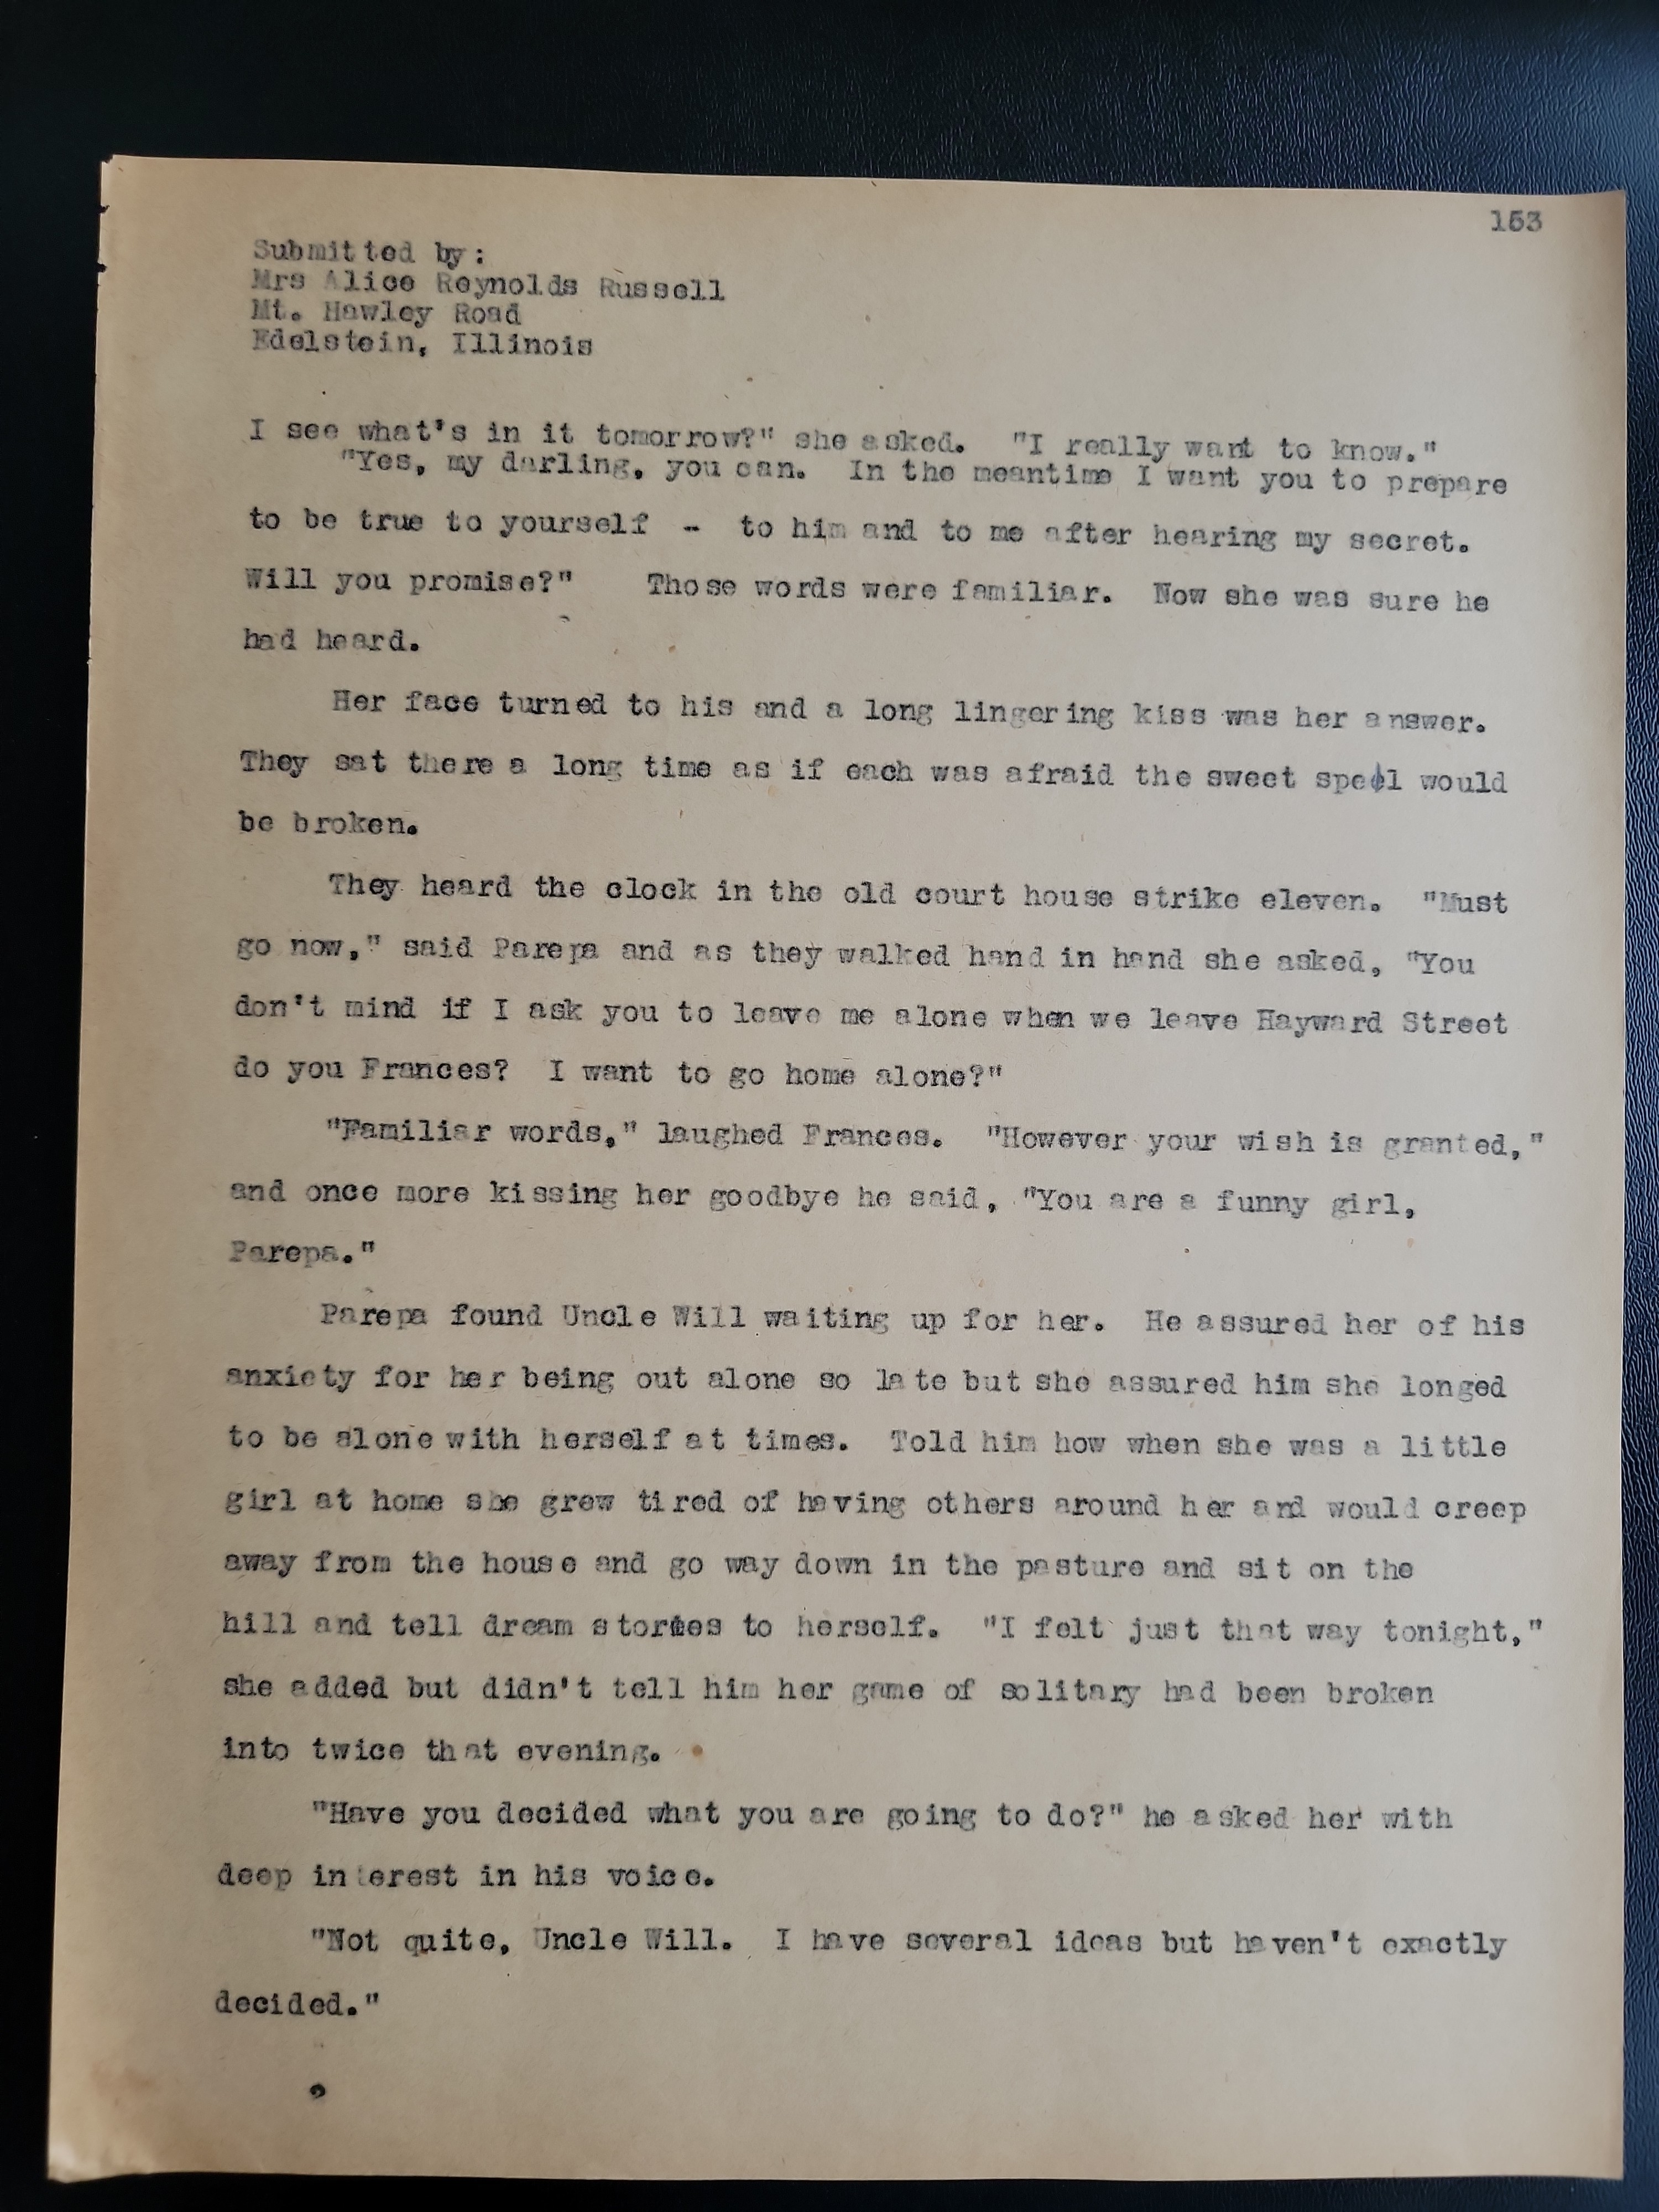 153
Submitted by:
Mrs Alice Reynolds Russell
Mt. Hawley Road
Edelstein, Illinois
I see what's in it tomorrow?" she asked. "I really want to know."
"Yes, my darling, you can. In the meantime I want you to prepare
to be true to yourself - to him and to me after hearing my secret.
Will you promise?" Those words were familiar. Now she was sure he
had heard.
Her face turned to his and a long lingering kiss was her answer.
They sat there a long time as if each was afraid the sweet spell would
be broken.
They heard the clock in the old court house strike eleven. "Must
go now," said Parepa and as they walked hand in hand she asked, "You
don't mind if I ask you to leave me alone when we leave Hayward Street
do you Frances? I want to go home alone?"
"Familiar words," laughed Frances. "However your wish is granted,"
and once more kissing her goodbye he said, "You are a funny girl,
Parepa."
Parepa found Uncle Will waiting up for her. He assured her of his
anxiety for her being out alone so late but she assured him she longed
to be alone with herself at times. Told him how when she was a little
girl at home she grew tired of having others around her and would creep
away from the house and go way down in the pasture and sit on the
hill and tell dream stories to herself. "I felt just that way tonight,"
she added but didn't tell him her game of solitary had been broken
into twice that evening.
"Have you decided what you are going to do?" he asked her with
deep interest in his voice.
"Not quite, Uncle Will. I have several ideas but haven't exactly
decided."